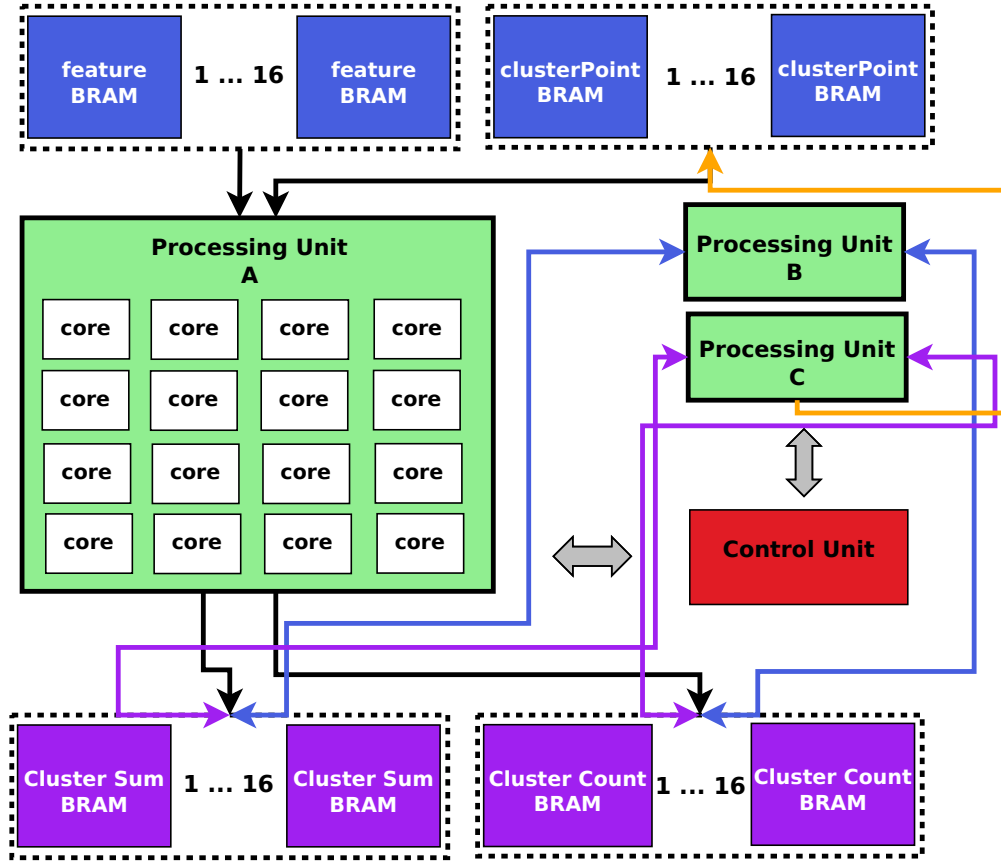 feature
BRAM
1 ... 16
feature
BRAM
clusterPoint
BRAM
1 ... 16
clusterPoint
BRAM
Processing Unit
A
core core core core
core core core core
core core core core
core core core core
Processing Unit
B
Processing Unit
C
Control Unit
Cluster Sum
BRAM
1 ... 16
Cluster Sum
BRAM
Cluster Count
BRAM
1 ... 16
Cluster Count
BRAM